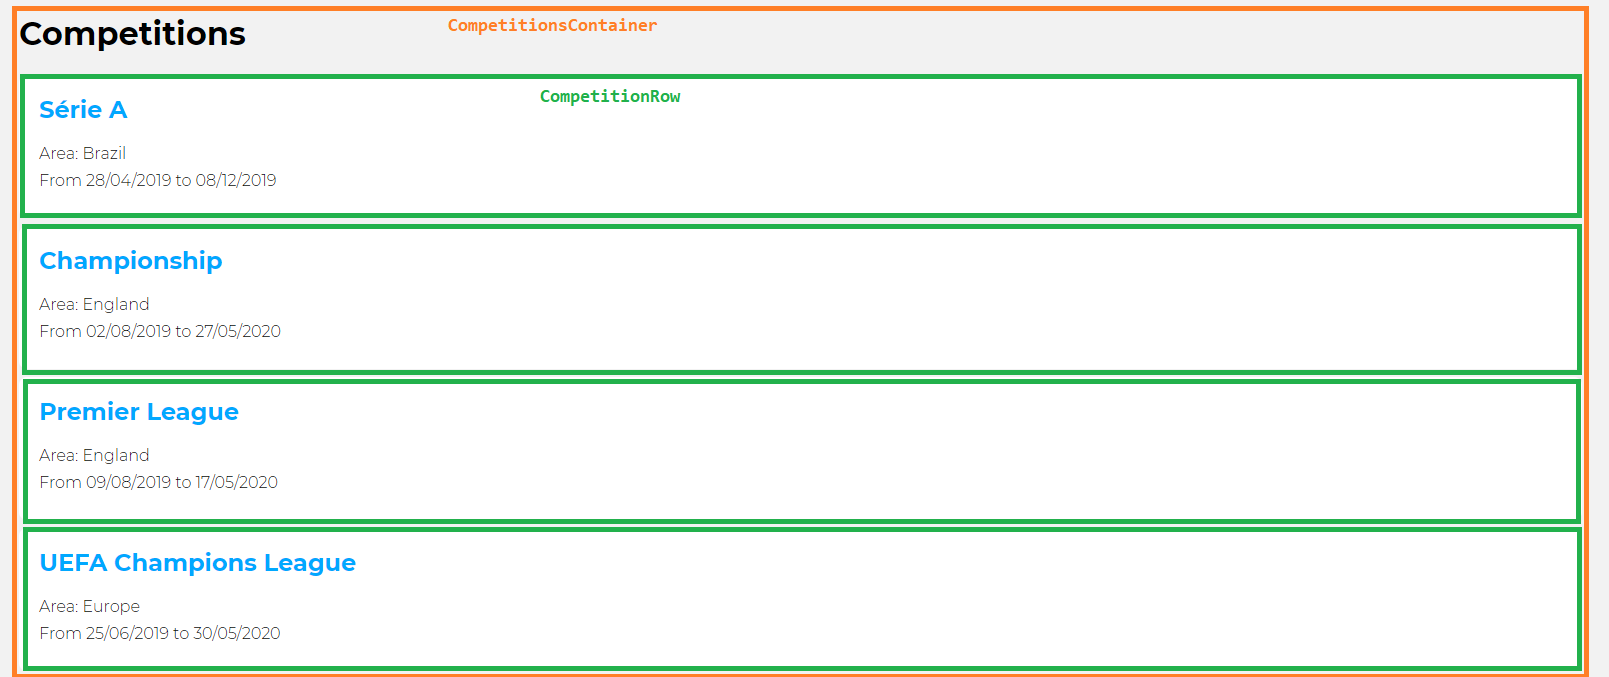 Competitions
CompetitionsContainer
CompetitionRow
Série A
Area: Brazil
From 28/04/2019 to 08/12/2019
Championship
Area: England
From 02/08/2019 to 27/05/2020
Premier League
Area: England
From 09/08/2019 to 17/05/2020
UEFA Champions League
Area: Europe
From 25/06/2019 to 30/05/2020